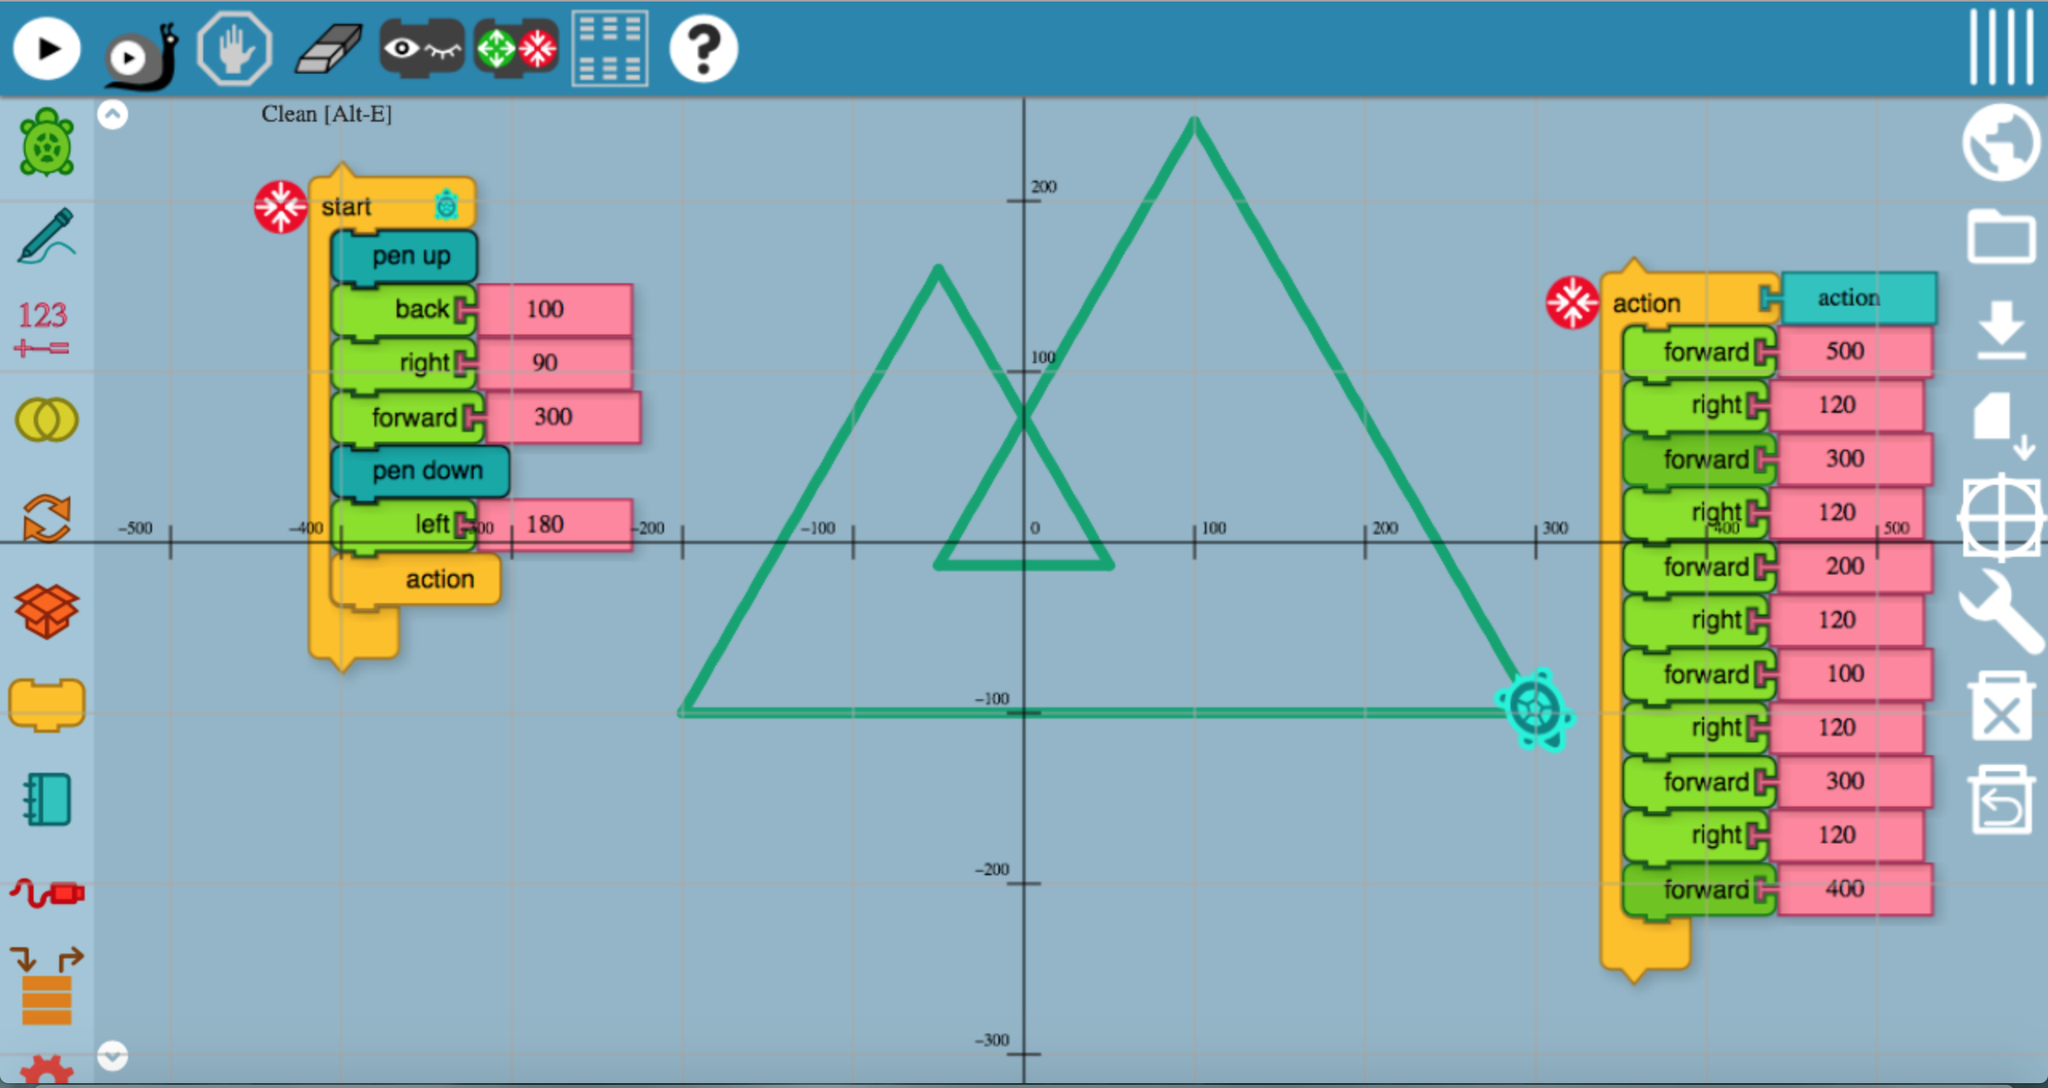 Clean [Alt-E]
start
pen up
back 100
right 90
forward 300
pen down
left 180
action
action action
forward 500
right 120
forward 300
right 120
forward 200
right 120
forward 100
right 120
forward 300
right 120
forward 400
123
+−=
?
200
100
−500
−400
−200
−100
0
100
200
300
400
500
−100
−200
−300